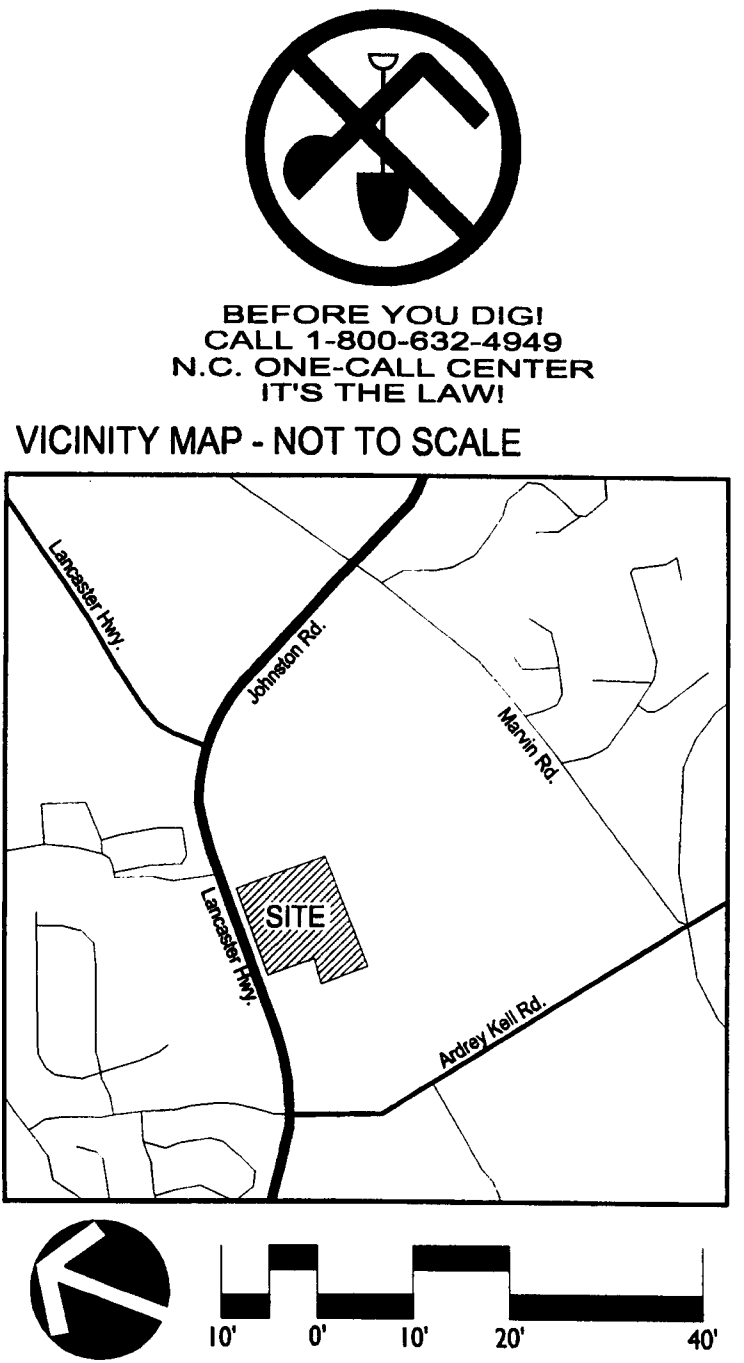 BEFORE YOU DIG!
CALL 1-800-632-4949
N.C. ONE-CALL CENTER
IT'S THE LAW!
VICINITY MAP - NOT TO SCALE
Lancaster Hwy.
Johnston Rd.
Marvin Rd.
SITE
Lancaster Hwy.
Ardrey Kell Rd.
10' 0' 10' 20' 40'